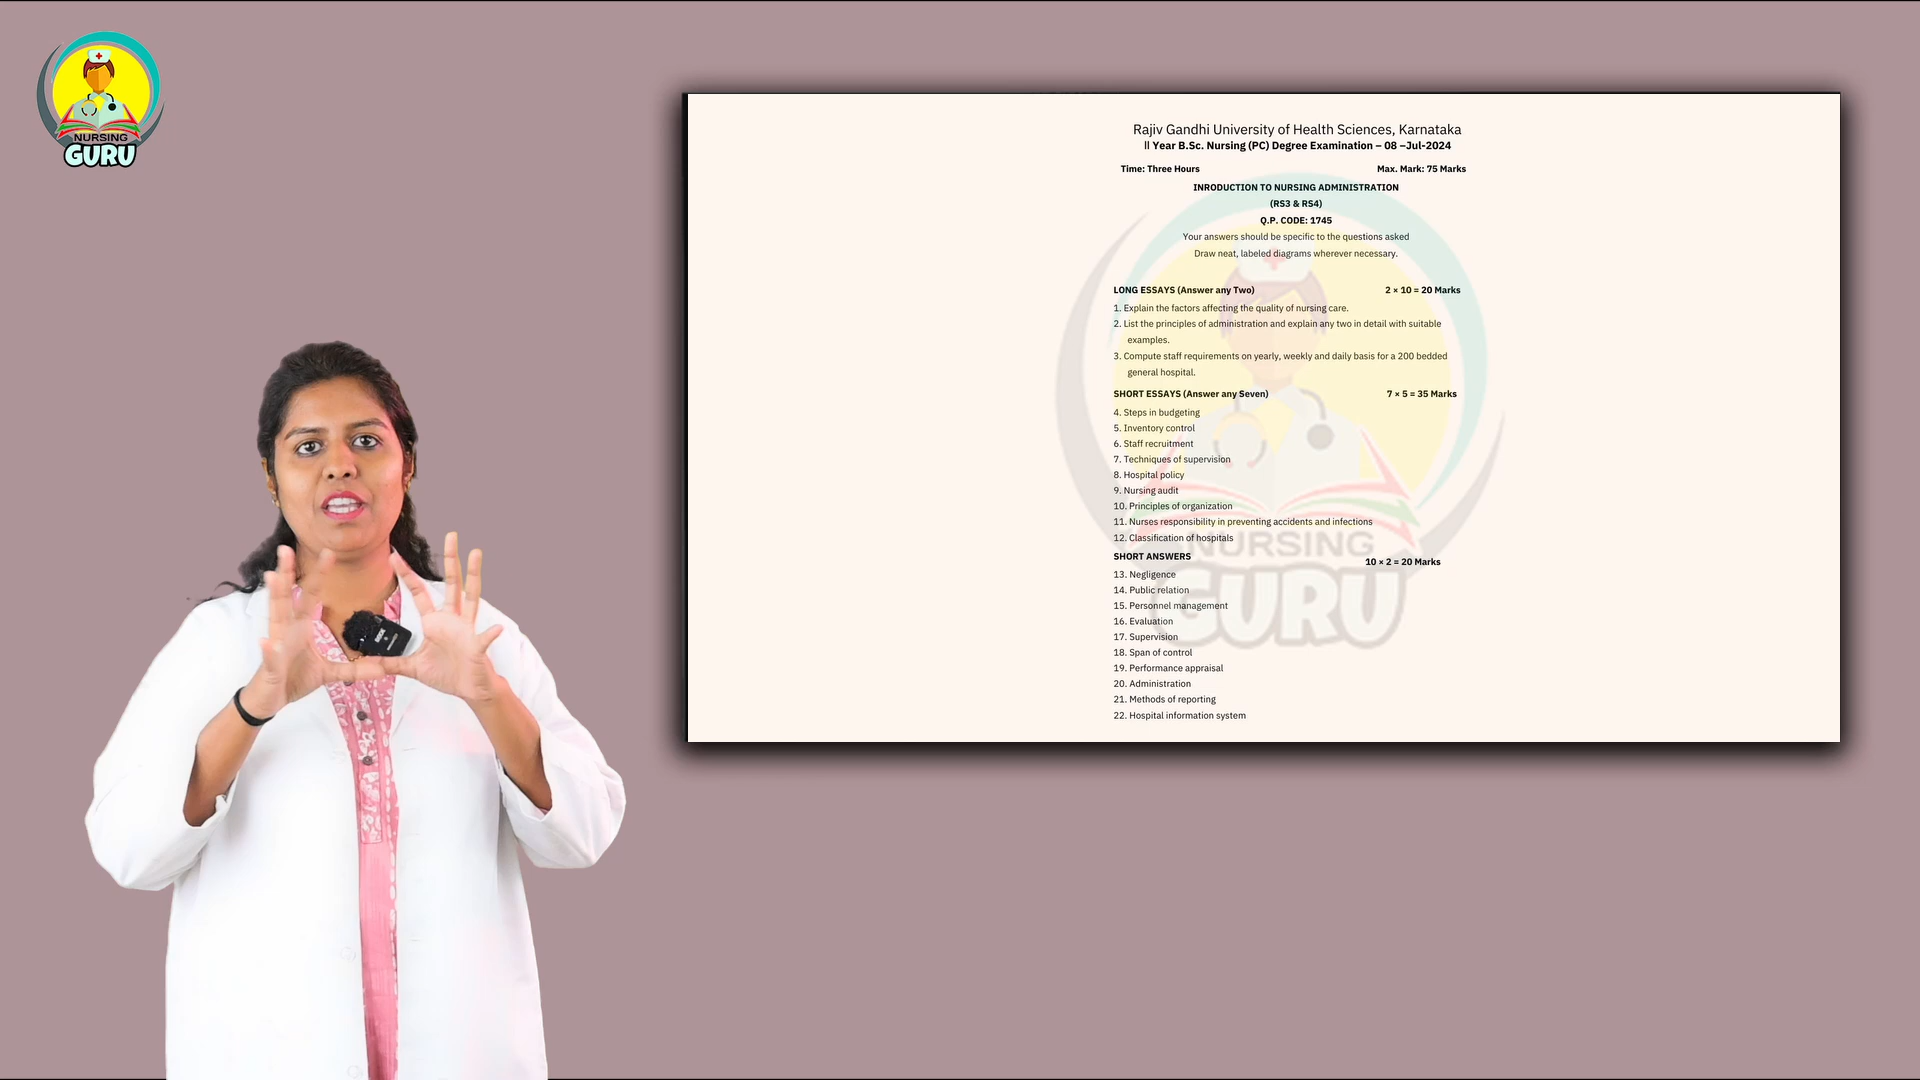 NURSING
GURU
Rajiv Gandhi University of Health Sciences, Karnataka
II Year B.Sc. Nursing (PC) Degree Examination – 08 –Jul-2024
Time: Three Hours Max. Mark: 75 Marks
INRODUCTION TO NURSING ADMINISTRATION
(RS3 & RS4)
Q.P. CODE: 1745
Your answers should be specific to the questions asked
Draw neat, labeled diagrams wherever necessary.
LONG ESSAYS (Answer any Two) 2 × 10 = 20 Marks
1. Explain the factors affecting the quality of nursing care.
2. List the principles of administration and explain any two in detail with suitable
examples.
3. Compute staff requirements on yearly, weekly and daily basis for a 200 bedded
general hospital.
SHORT ESSAYS (Answer any Seven) 7 × 5 = 35 Marks
4. Steps in budgeting
5. Inventory control
6. Staff recruitment
7. Techniques of supervision
8. Hospital policy
9. Nursing audit
10. Principles of organization
11. Nurses responsibility in preventing accidents and infections
12. Classification of hospitals
SHORT ANSWERS 10 × 2 = 20 Marks
13. Negligence
14. Public relation
15. Personnel management
16. Evaluation
17. Supervision
18. Span of control
19. Performance appraisal
20. Administration
21. Methods of reporting
22. Hospital information system
NURSING
GURU